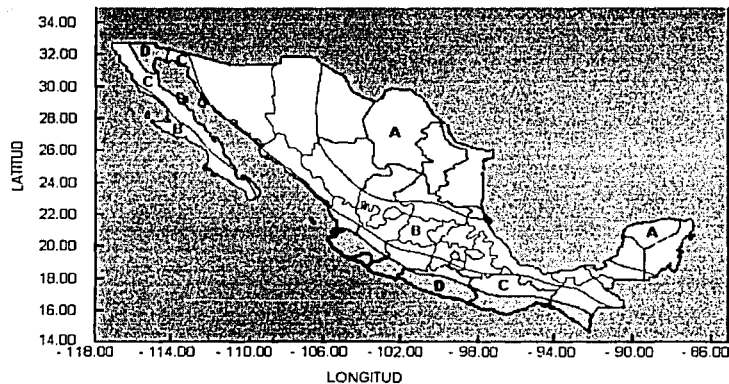 34.00
32.00
30.00
28.00
26.00
24.00
22.00
20.00
18.00
16.00
14.00
LATITUD
D
C
C
B
A
B
A
D
C
- 118.00 - 114.00 - 110.00 - 106.00 - 102.00 - 98.00 - 94.00 - 90.00 - 86.00
LONGITUD